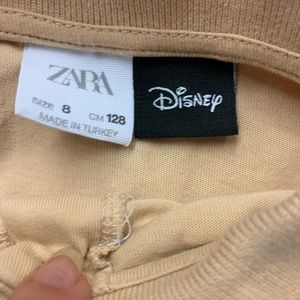 ZARA
SIZE 8 CM 128
MADE IN TURKEY
Disney